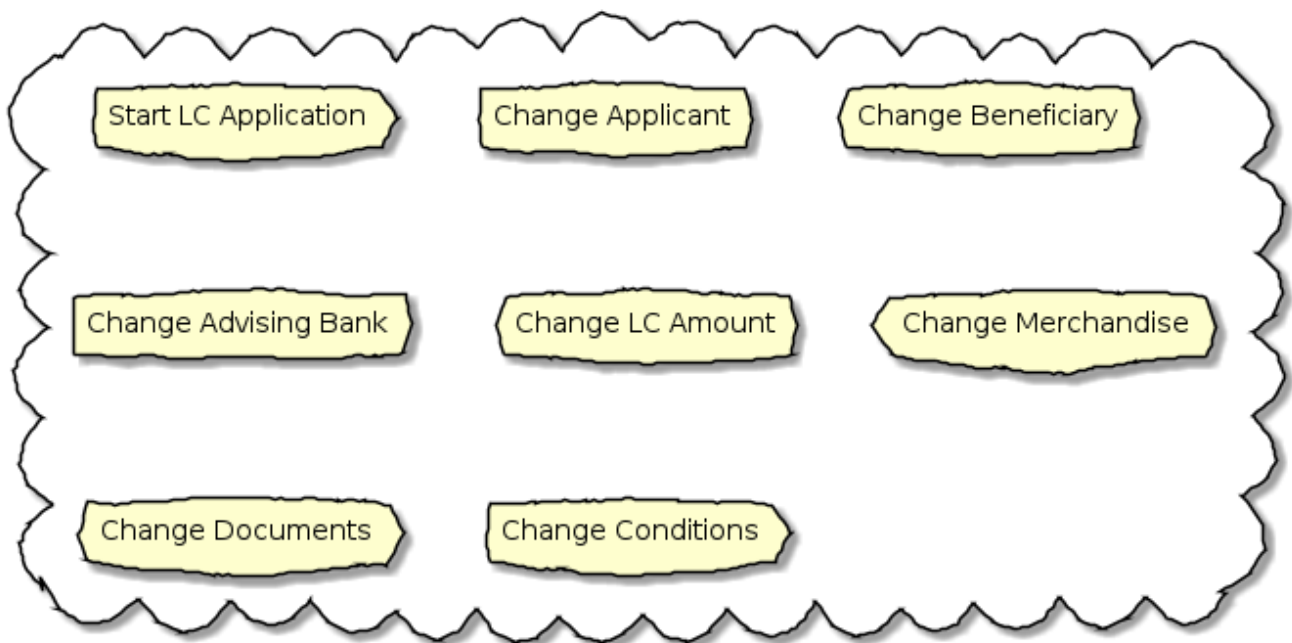 Start LC Application
Change Applicant
Change Beneficiary
Change Advising Bank
Change LC Amount
Change Merchandise
Change Documents
Change Conditions